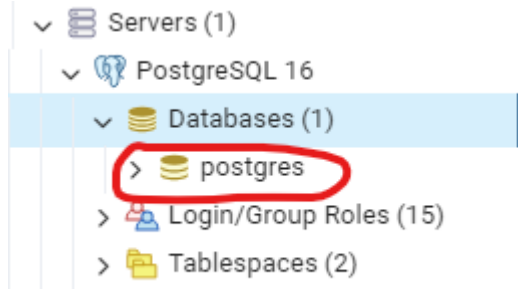 Servers (1)
PostgreSQL 16
Databases (1)
postgres
Login/Group Roles (15)
Tablespaces (2)